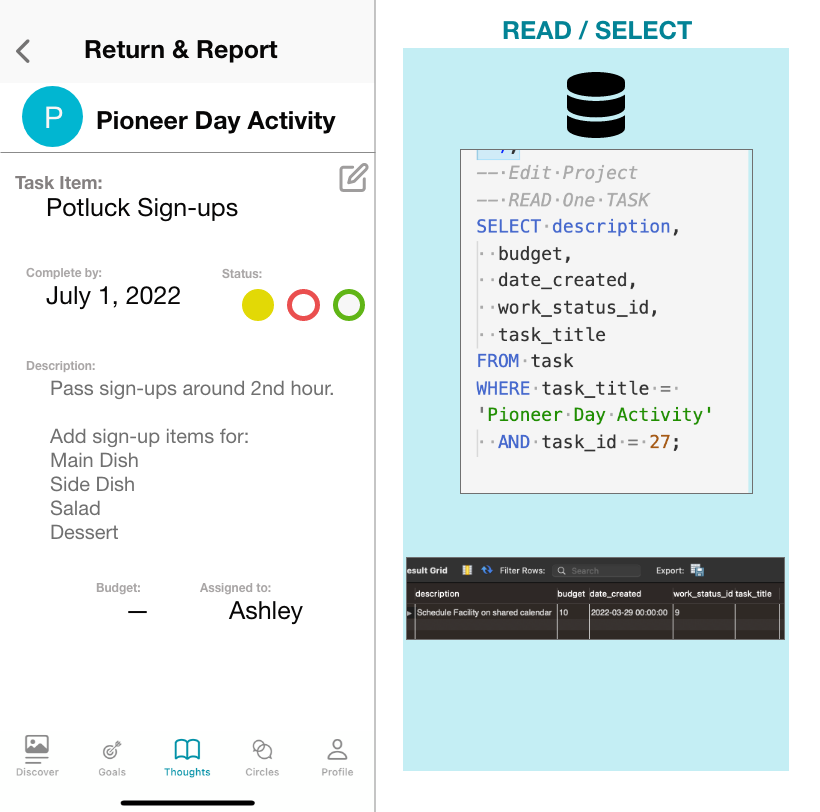 Return & Report
P
Pioneer Day Activity
Task Item:
Potluck Sign-ups
Complete by:
July 1, 2022
Status:
Description:
Pass sign-ups around 2nd hour.
Add sign-up items for:
Main Dish
Side Dish
Salad
Dessert
Budget:
—
Assigned to:
Ashley
Discover
Goals
Thoughts
Circles
Profile
READ / SELECT
-- Edit Project
-- READ One TASK
SELECT description,
budget,
date_created,
work_status_id,
task_title
FROM task
WHERE task_title =
'Pioneer Day Activity'
AND task_id = 27;
esult Grid Filter Rows: Search Export:
description budget date_created work_status_id task_title
Schedule Facility on shared calendar 10 2022-03-29 00:00:00 9